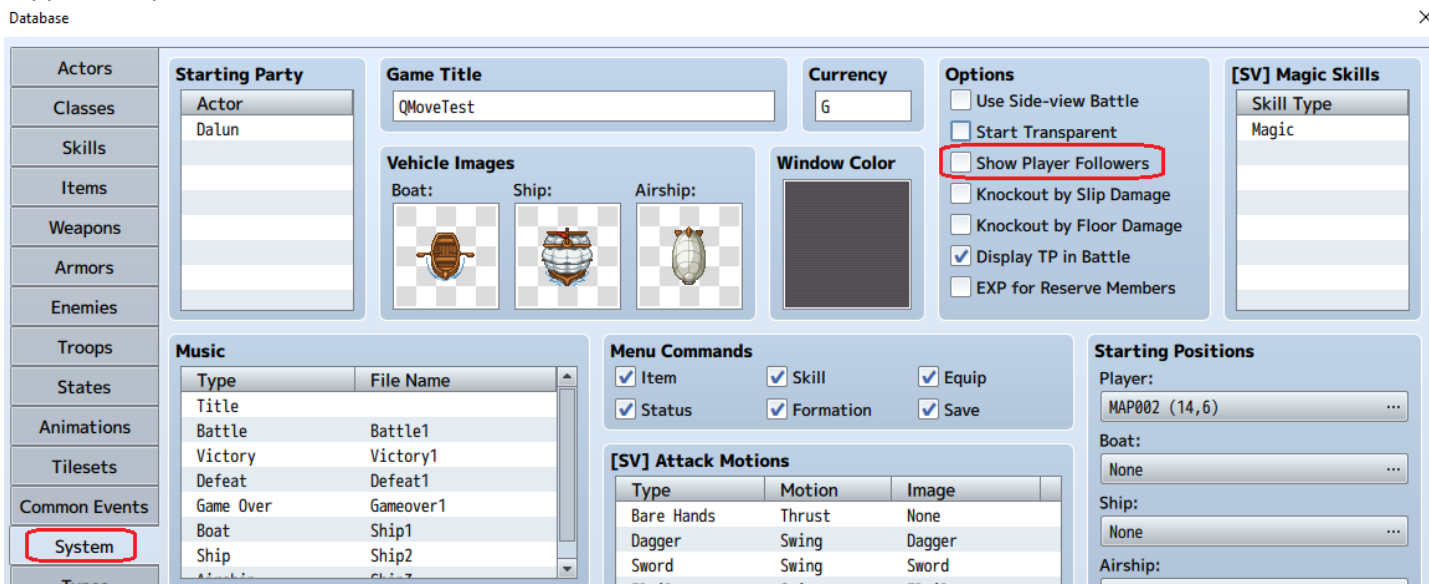 Database
Actors
Classes
Skills
Items
Weapons
Armors
Enemies
Troops
States
Animations
Tilesets
Common Events
System
Starting Party
Actor
Dalun
Game Title
QMoveTest
Currency
G
Vehicle Images
Boat:
Ship:
Airship:
Window Color
Options
Use Side-view Battle
Start Transparent
Show Player Followers
Knockout by Slip Damage
Knockout by Floor Damage
Display TP in Battle
EXP for Reserve Members
[SV] Magic Skills
Skill Type
Magic
Music
Type File Name
Title
Battle Battle1
Victory Victory1
Defeat Defeat1
Game Over Gameover1
Boat Ship1
Ship Ship2
Menu Commands
Item Skill Equip
Status Formation Save
[SV] Attack Motions
Type Motion Image
Bare Hands Thrust None
Dagger Swing Dagger
Sword Swing Sword
Starting Positions
Player:
MAP002 (14,6) ...
Boat:
None ...
Ship:
None ...
Airship: